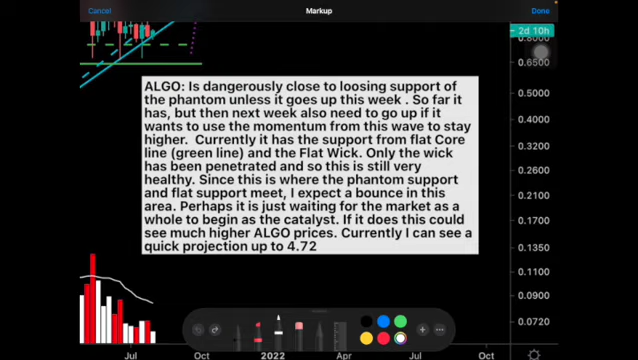 Cancel
Markup
Done
2d 10h
0.8000
0.6500
0.5000
0.4000
0.3200
0.2600
0.2100
0.1700
0.1350
0.1100
0.0900
0.0720
ALGO: Is dangerously close to loosing support of
the phantom unless it goes up this week . So far it
has, but then next week also need to go up if it
wants to use the momentum from this wave to stay
higher. Currently it has the support from flat Core
line (green line) and the Flat Wick. Only the wick
has been penetrated and so this is still very
healthy. Since this is where the phantom support
and flat support meet, I expect a bounce in this
area. Perhaps it is just waiting for the market as a
whole to begin as the catalyst. If it does this could
see much higher ALGO prices. Currently I can see a
quick projection up to 4.72
Jul
Oct
2022
Apr
Jul
Oct